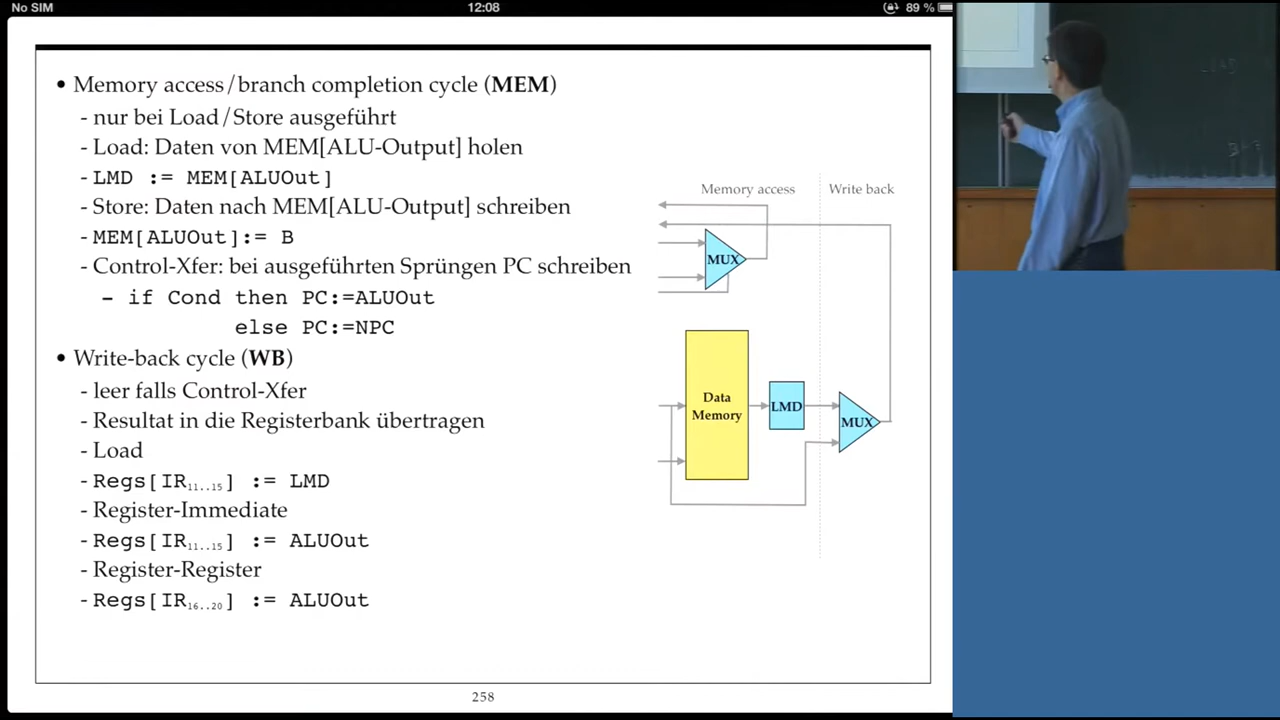 No SIM
12:08
89 %
• Memory access/branch completion cycle (MEM)
- nur bei Load/Store ausgeführt
- Load: Daten von MEM[ALU-Output] holen
- LMD := MEM[ALUOut]
- Store: Daten nach MEM[ALU-Output] schreiben
- MEM[ALUOut]:= B
- Control-Xfer: bei ausgeführten Sprüngen PC schreiben
– if Cond then PC:=ALUOut
else PC:=NPC
• Write-back cycle (WB)
- leer falls Control-Xfer
- Resultat in die Registerbank übertragen
- Load
- Regs[IR11..15] := LMD
- Register-Immediate
- Regs[IR11..15] := ALUOut
- Register-Register
- Regs[IR16..20] := ALUOut
Memory access
Write back
MUX
Data
Memory
LMD
MUX
258